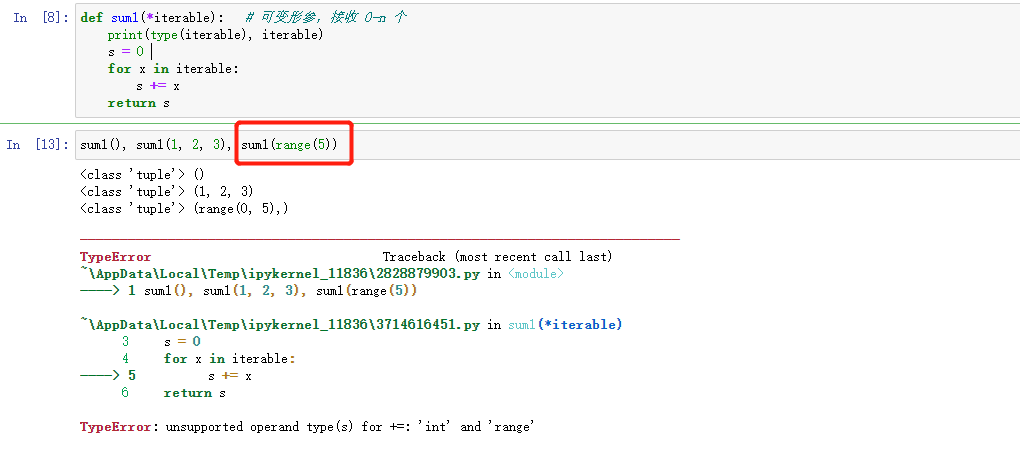 In [8]: def sum1(*iterable):   # 可变形参，接收 0-n 个
    print(type(iterable), iterable)
    s = 0
    for x in iterable:
        s += x
    return s
In [13]: sum1(), sum1(1, 2, 3), sum1(range(5))
<class 'tuple'> ()
<class 'tuple'> (1, 2, 3)
<class 'tuple'> (range(0, 5),)
TypeError                                 Traceback (most recent call last)
~\AppData\Local\Temp\ipykernel_11836\2828879903.py in <module>
----> 1 sum1(), sum1(1, 2, 3), sum1(range(5))
~\AppData\Local\Temp\ipykernel_11836\3714616451.py in sum1(*iterable)
      3     s = 0
      4     for x in iterable:
----> 5         s += x
      6     return s
TypeError: unsupported operand type(s) for +=: 'int' and 'range'